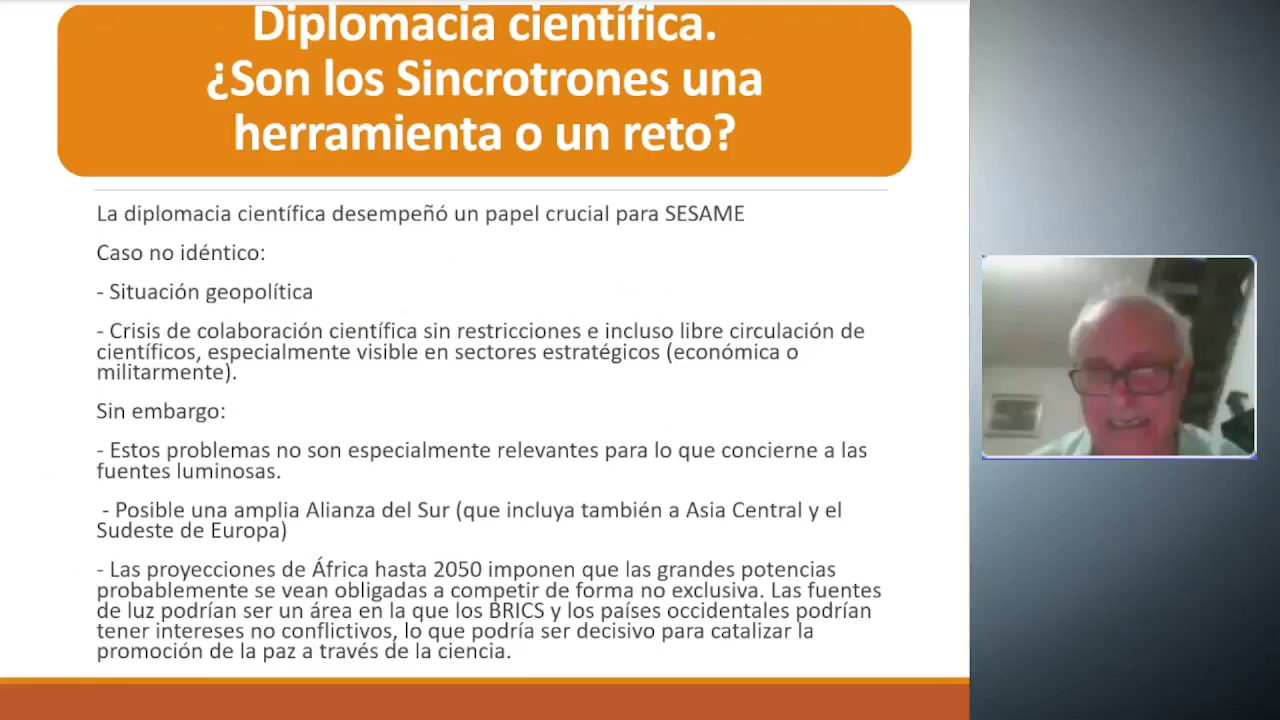 Diplomacia científica.
¿Son los Sincrotrones una
herramienta o un reto?
La diplomacia científica desempeñó un papel crucial para SESAME
Caso no idéntico:
- Situación geopolítica
- Crisis de colaboración científica sin restricciones e incluso libre circulación de
científicos, especialmente visible en sectores estratégicos (económica o
militarmente).
Sin embargo:
- Estos problemas no son especialmente relevantes para lo que concierne a las
fuentes luminosas.
- Posible una amplia Alianza del Sur (que incluya también a Asia Central y el
Sudeste de Europa)
- Las proyecciones de África hasta 2050 imponen que las grandes potencias
probablemente se vean obligadas a competir de forma no exclusiva. Las fuentes
de luz podrían ser un área en la que los BRICS y los países occidentales podrían
tener intereses no conflictivos, lo que podría ser decisivo para catalizar la
promoción de la paz a través de la ciencia.